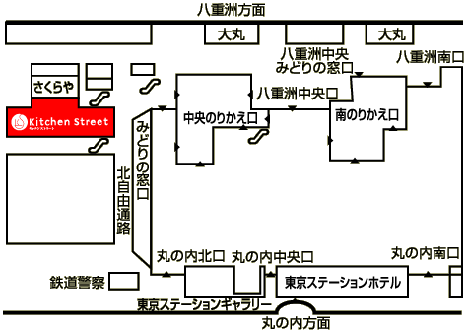 八重洲方面
大丸
大丸
八重洲中央
みどりの窓口
八重洲南口
さくらや
八重洲中央口
Kitchen Street
キッチンストリート
中央のりかえ口
南のりかえ口
みどりの窓口
北自由通路
丸の内北口
丸の内中央口
丸の内南口
鉄道警察
東京ステーションホテル
東京ステーションギャラリー
丸の内方面